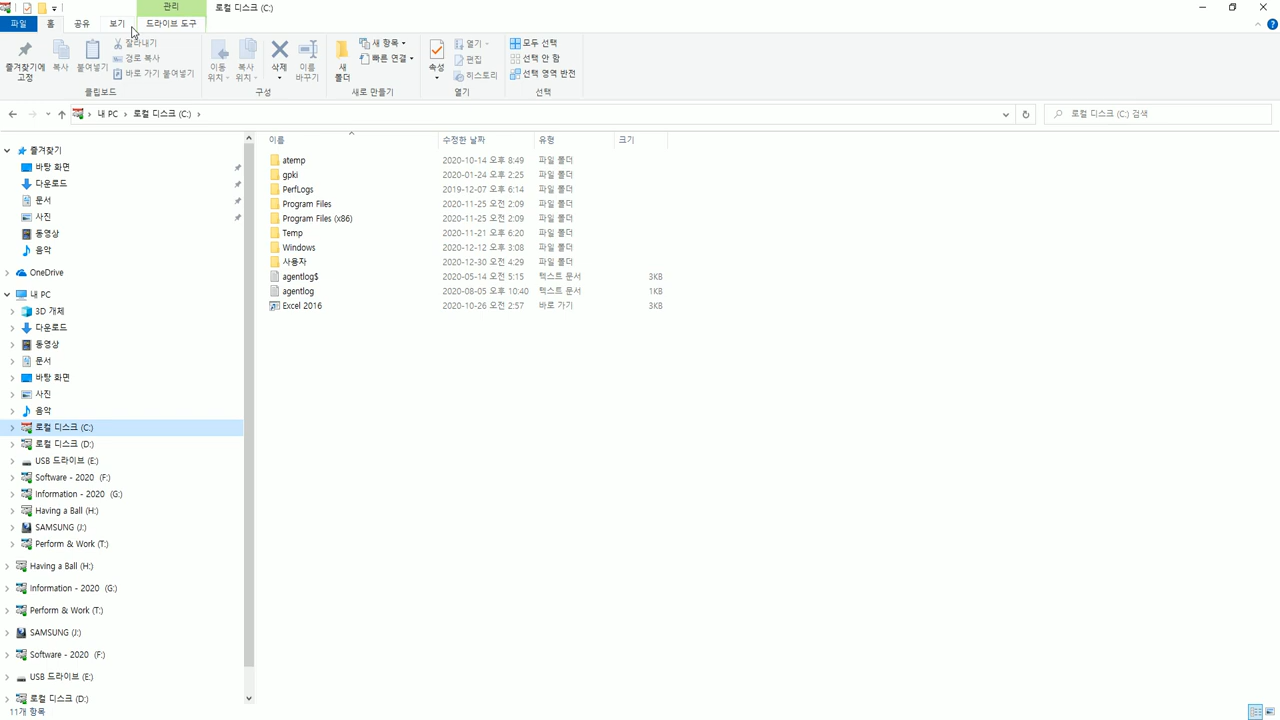 관리
로컬 디스크 (C:)
파일
홈
공유
보기
드라이브 도구
즐겨찾기에
고정
복사
붙여넣기
잘라내기
경로 복사
바로 가기 붙여넣기
클립보드
이동
위치
복사
위치
삭제
이름
바꾸기
구성
새
폴더
새 항목
빠른 연결
새로 만들기
속성
열기
편집
히스토리
열기
모두 선택
선택 안 함
선택 영역 반전
선택
내 PC
로컬 디스크 (C:)
로컬 디스크 (C:) 검색
즐겨찾기
바탕 화면
다운로드
문서
사진
동영상
음악
OneDrive
내 PC
3D 개체
다운로드
동영상
문서
바탕 화면
사진
음악
로컬 디스크 (C:)
로컬 디스크 (D:)
USB 드라이브 (E:)
Software - 2020 (F:)
Information - 2020 (G:)
Having a Ball (H:)
SAMSUNG (J:)
Perform & Work (T:)
Having a Ball (H:)
Information - 2020 (G:)
Perform & Work (T:)
SAMSUNG (J:)
Software - 2020 (F:)
USB 드라이브 (E:)
로컬 디스크 (D:)
이름 수정한 날짜 유형 크기
atemp 2020-10-14 오후 8:49 파일 폴더
gpki 2020-01-24 오후 2:25 파일 폴더
PerfLogs 2019-12-07 오후 6:14 파일 폴더
Program Files 2020-11-25 오전 2:09 파일 폴더
Program Files (x86) 2020-11-25 오전 2:09 파일 폴더
Temp 2020-11-21 오후 6:20 파일 폴더
Windows 2020-12-12 오후 3:08 파일 폴더
사용자 2020-12-30 오전 4:29 파일 폴더
agentlog$ 2020-05-14 오전 5:15 텍스트 문서 3KB
agentlog 2020-08-05 오후 10:40 텍스트 문서 1KB
Excel 2016 2020-10-26 오전 2:57 바로 가기 3KB
11개 항목